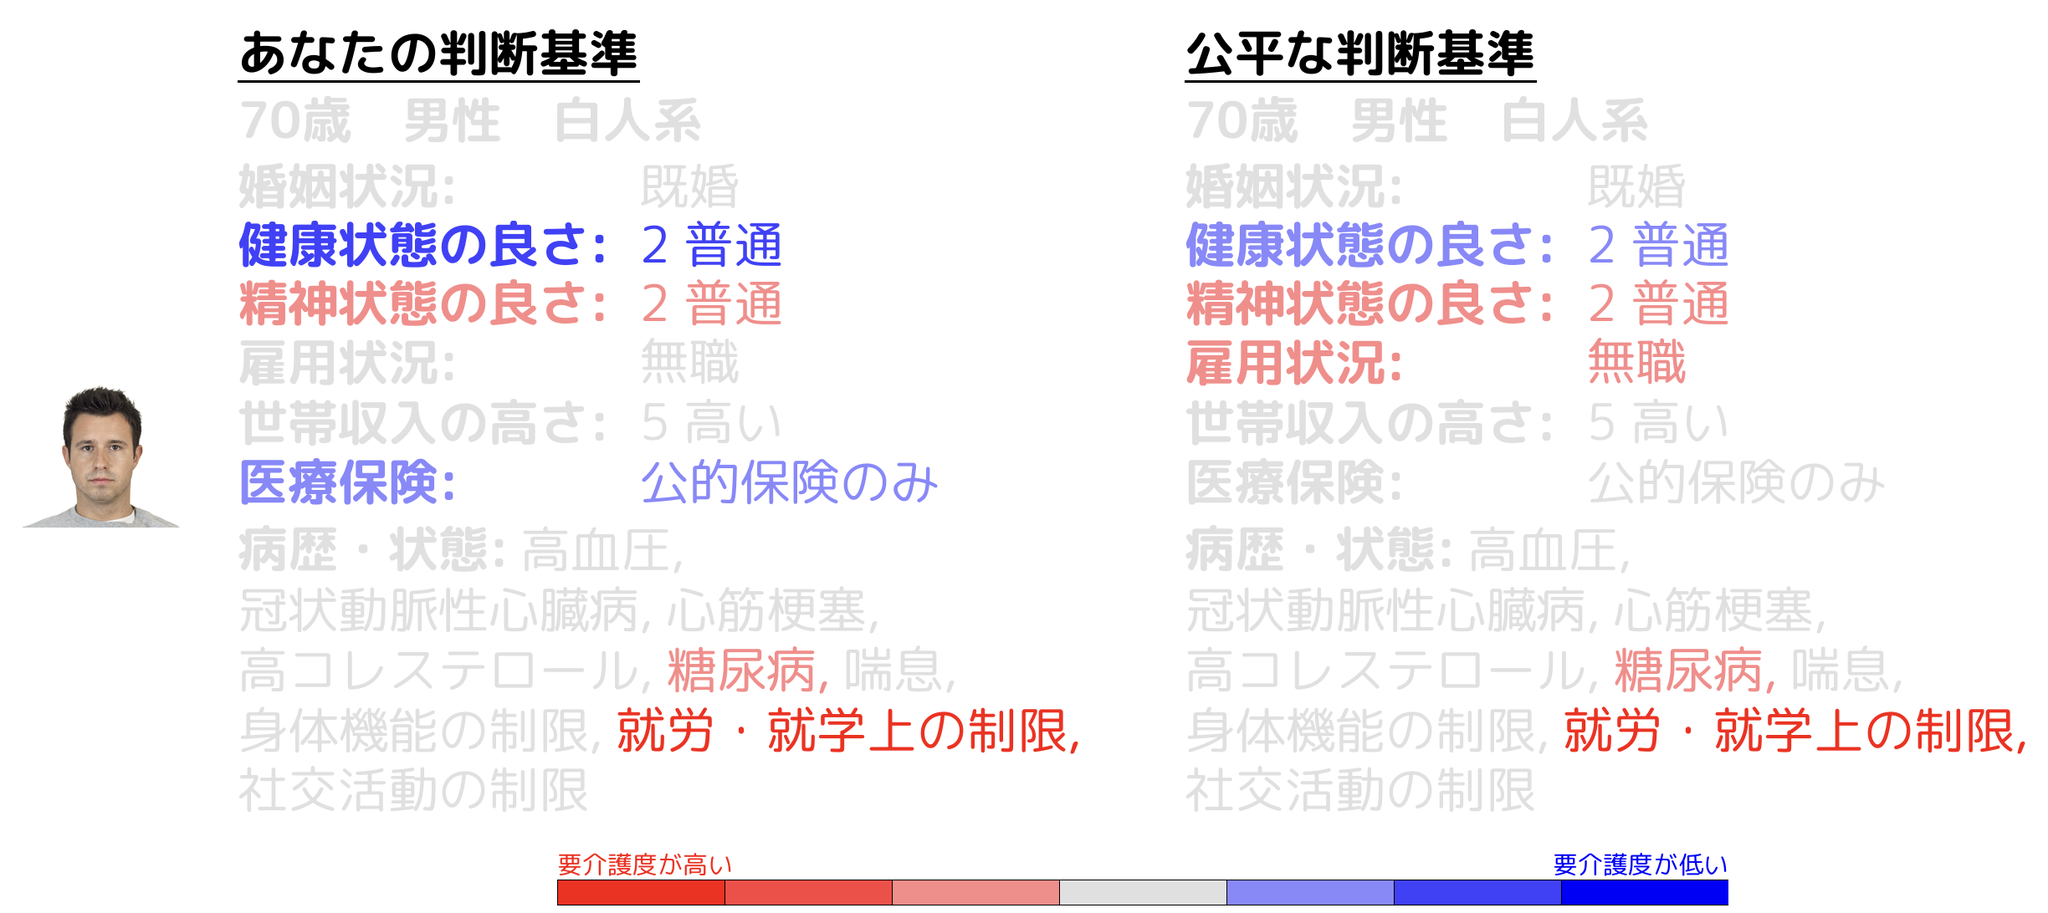 あなたの判断基準
70歳 男性 白人系
婚姻状況: 既婚
健康状態の良さ: 2 普通
精神状態の良さ: 2 普通
雇用状況: 無職
世帯収入の高さ: 5 高い
医療保険: 公的保険のみ
病歴・状態: 高血圧,
冠状動脈性心臓病, 心筋梗塞,
高コレステロール, 糖尿病, 喘息,
身体機能の制限, 就労・就学上の制限,
社交活動の制限
公平な判断基準
70歳 男性 白人系
婚姻状況: 既婚
健康状態の良さ: 2 普通
精神状態の良さ: 2 普通
雇用状況: 無職
世帯収入の高さ: 5 高い
医療保険: 公的保険のみ
病歴・状態: 高血圧,
冠状動脈性心臓病, 心筋梗塞,
高コレステロール, 糖尿病, 喘息,
身体機能の制限, 就労・就学上の制限,
社交活動の制限
要介護度が高い
要介護度が低い